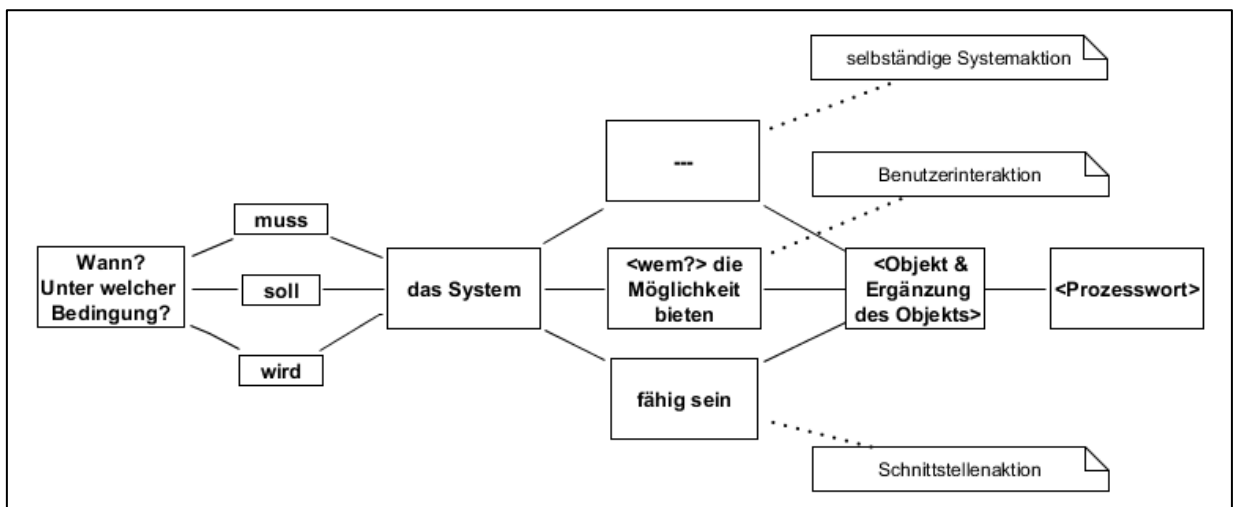 selbständige Systemaktion
---
Benutzerinteraktion
muss
Wann?
Unter welcher
Bedingung?
soll
das System
<wem?> die
Möglichkeit
bieten
<Objekt &
Ergänzung
des Objekts>
<Prozesswort>
wird
fähig sein
Schnittstellenaktion